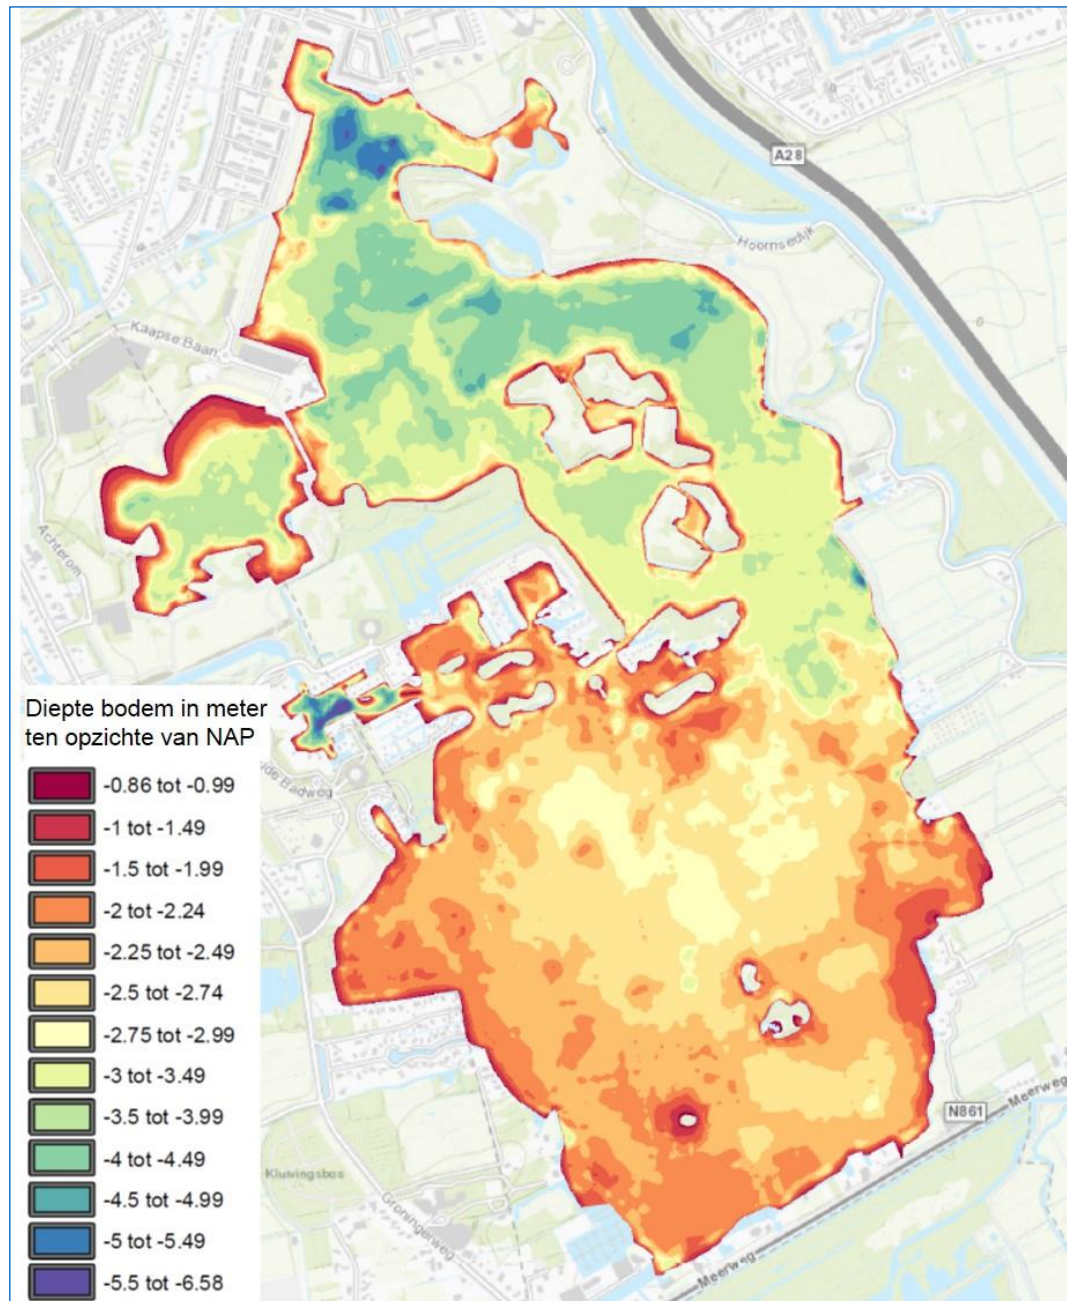 A28
Hoornsedijk
Kaapse Baan
Achterom
Diepte bodem in meter
ten opzichte van NAP
de Badweg
-0.86 tot -0.99
-1 tot -1.49
-1.5 tot -1.99
-2 tot -2.24
-2.25 tot -2.49
-2.5 tot -2.74
-2.75 tot -2.99
-3 tot -3.49
-3.5 tot -3.99
-4 tot -4.49
-4.5 tot -4.99
-5 tot -5.49
-5.5 tot -6.58
N861
Meerweg
Kluivingsbos
Groningerweg
Meerweg